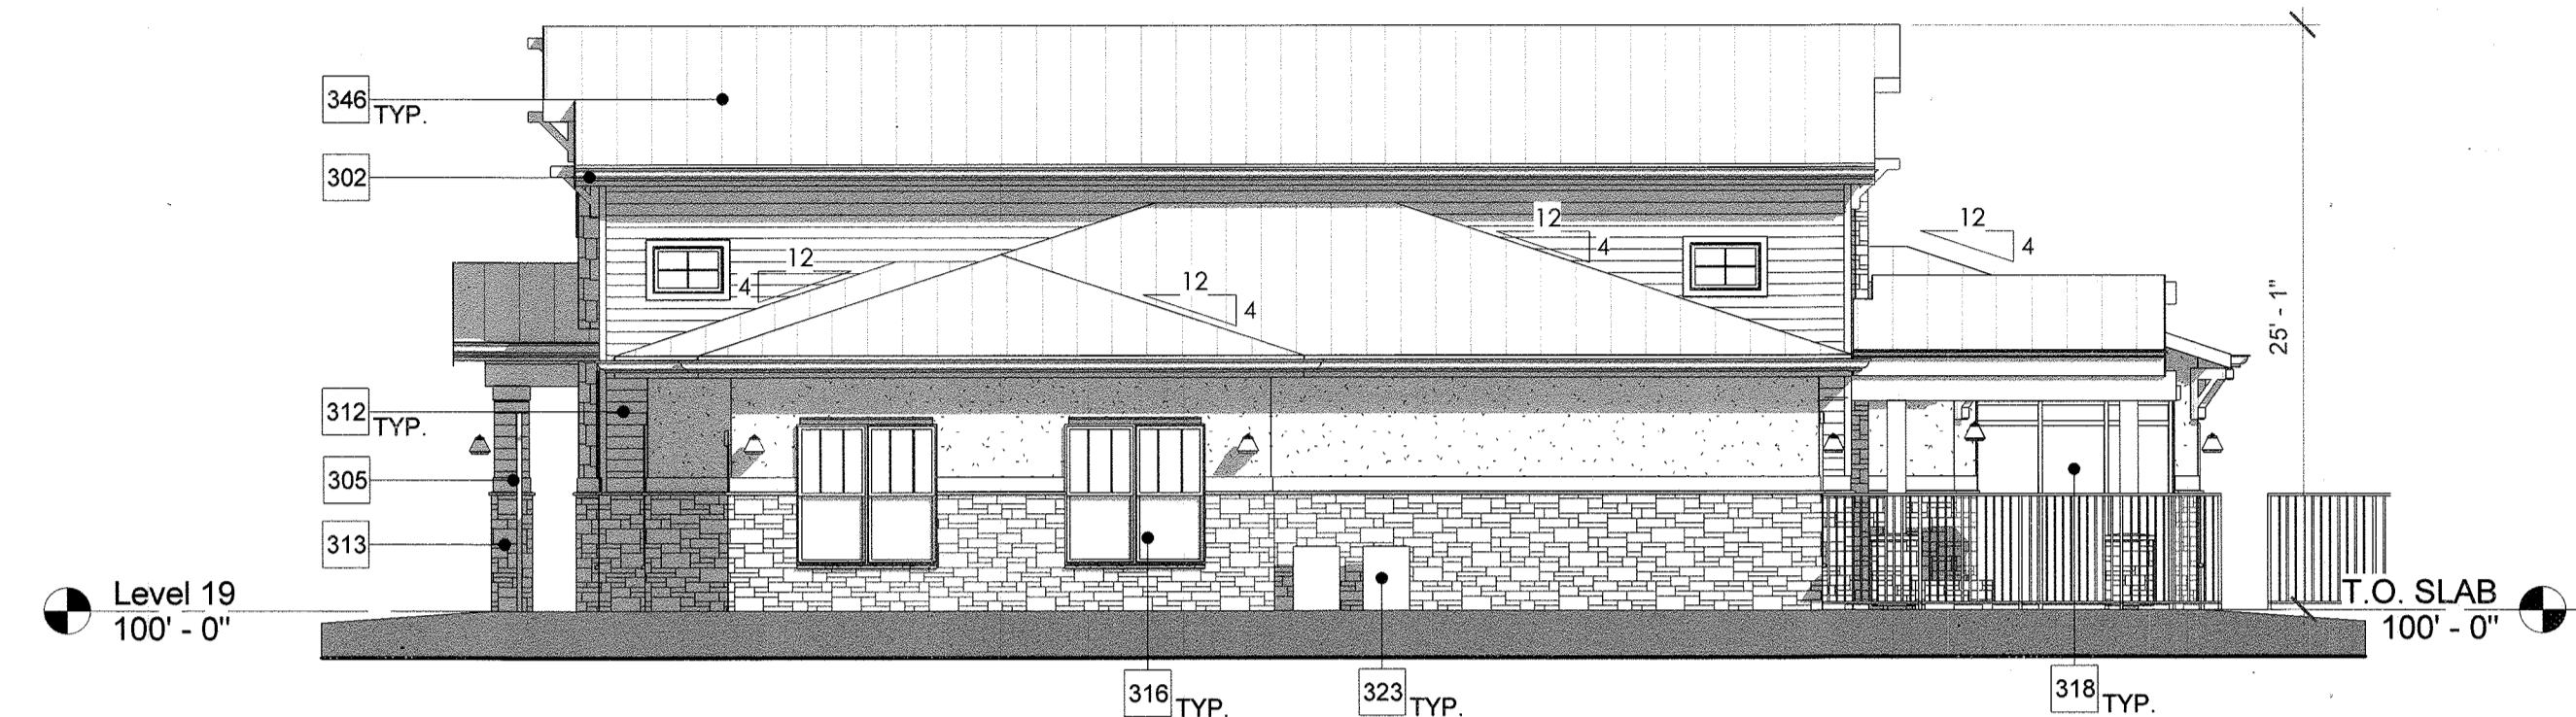 346
TYP.
302
12
4
12
4
12
4
12
4
25' - 1"
312
TYP.
305
313
Level 19
100' - 0"
T.O. SLAB
100' - 0"
316
TYP.
323
TYP.
318
TYP.